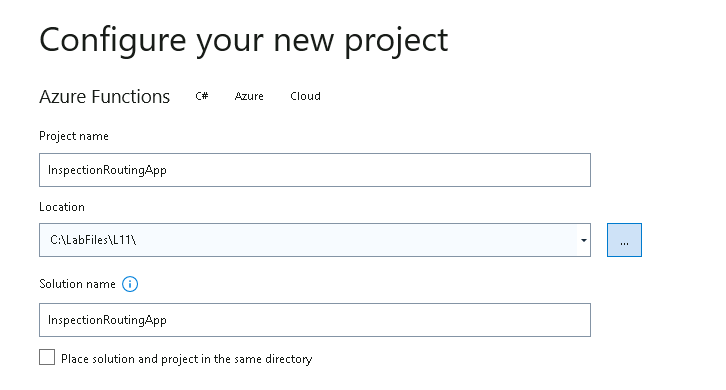 Configure your new project
Azure Functions C# Azure Cloud
Project name
InspectionRoutingApp
Location
C:\LabFiles\L11\
...
Solution name
InspectionRoutingApp
Place solution and project in the same directory